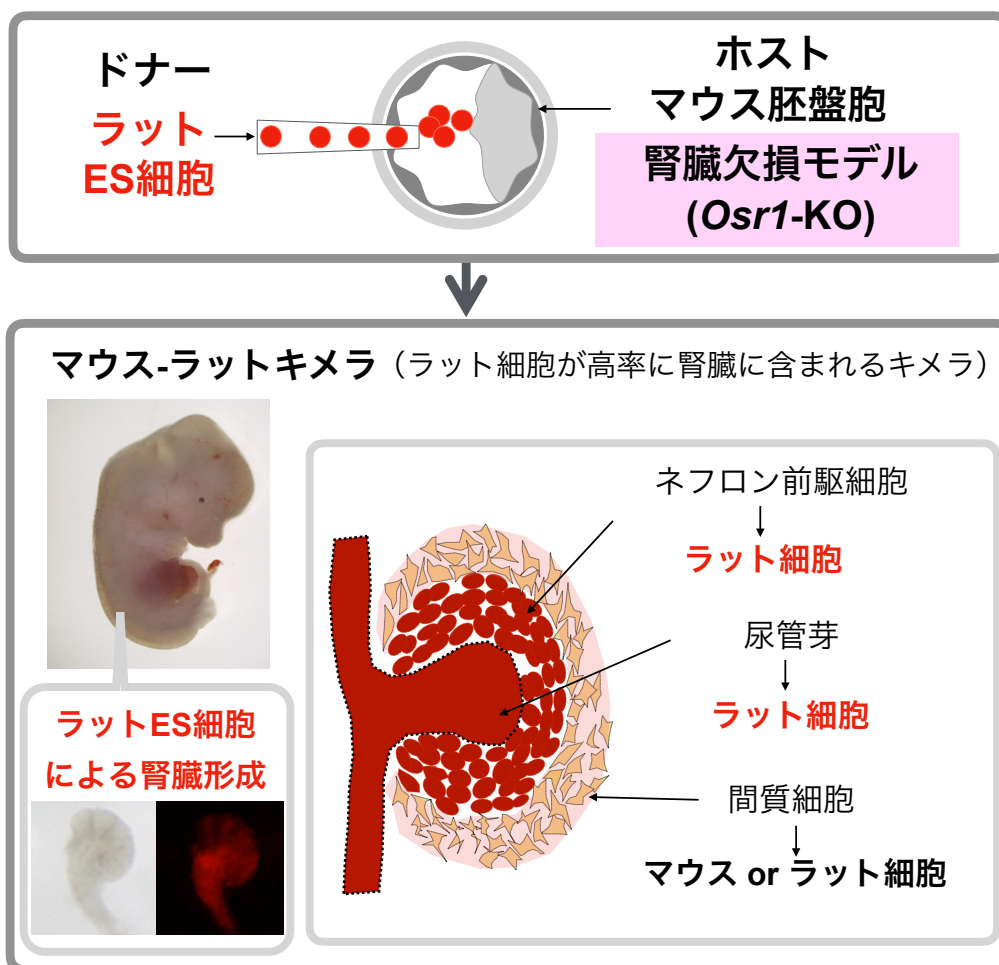 ドナー
ラット
ES細胞
ホスト
マウス胚盤胞
腎臓欠損モデル
(Osr1-KO)
マウス-ラットキメラ（ラット細胞が高率に腎臓に含まれるキメラ）
ラットES細胞
による腎臓形成
ネフロン前駆細胞
ラット細胞
尿管芽
ラット細胞
間質細胞
マウス or ラット細胞